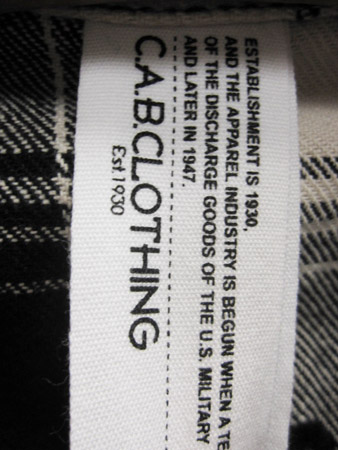 ESTABLISHMENT IS 1930,
AND THE APPAREL INDUSTRY IS BEGUN WHEN A
OF THE DISCHARGE GOODS OF THE U.S. MILITARY
AND LATER IN 1947.
C.A.B.CLOTHING
Est.1930